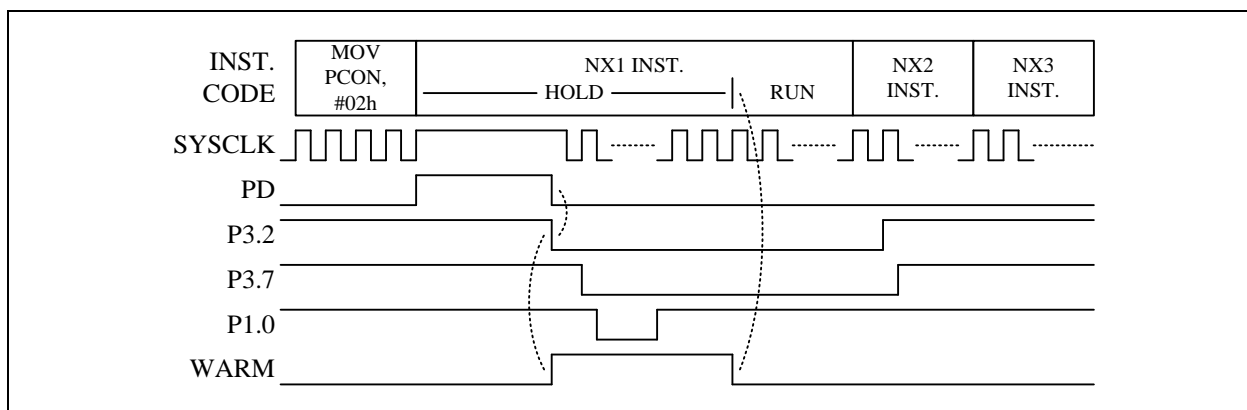 INST.
CODE
MOV
PCON,
#02h
NX1 INST.
HOLD
RUN
NX2
INST.
NX3
INST.
SYSCLK
PD
P3.2
P3.7
P1.0
WARM